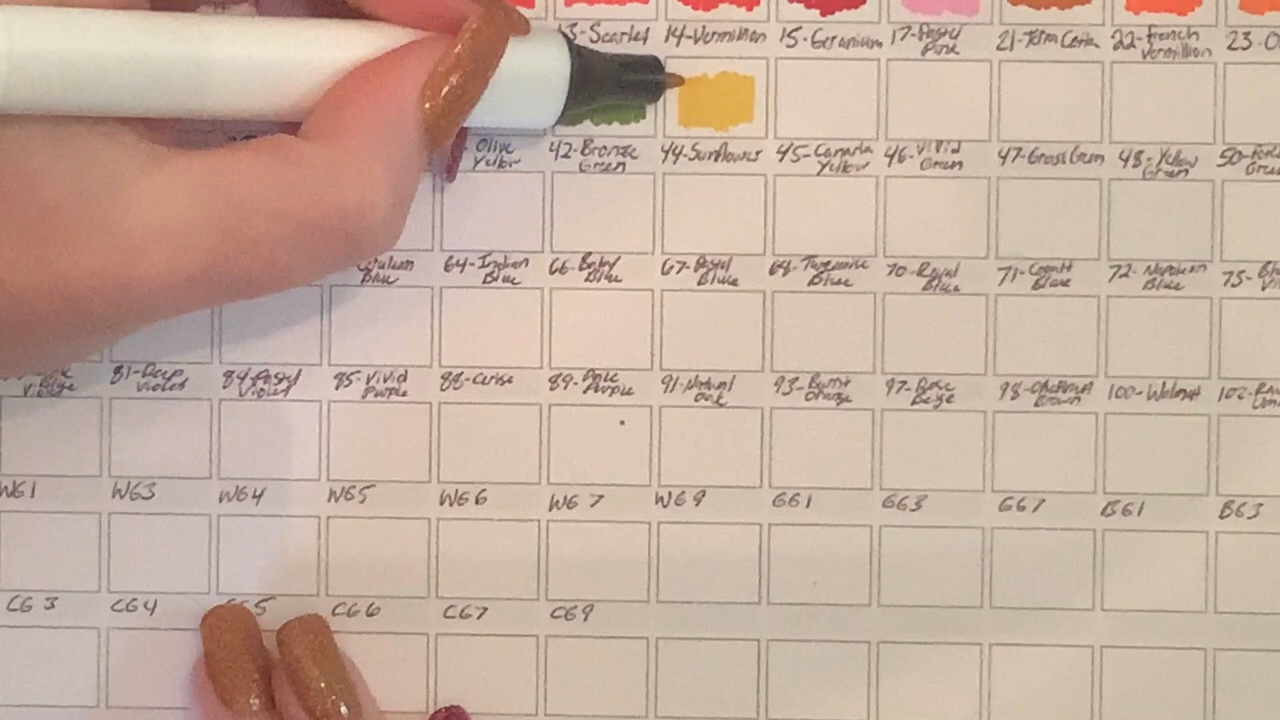 13-Scarlet 14-Vermilion 15-Geranium 17-Pastel Pink 21-Terra Cotta 22-French Vermillion 23-O
Olive Yellow 42-Bronze Green 44-Sunflower 45-Canaria Yellow 46-Vivid Green 47-Grass Green 48-Yellow Green 50-
Blue 64-Indian Blue 66-Baby Blue 67-Pastel Blue 68-Turquoise Blue 70-Royal Blue 71-Cobalt Blue 72-Napoleon Blue 75-
81-Deep Violet 84-Pastel Violet 85-Vivid Purple 88-Cerise 89-Pale Purple 91-Natural Oak 93-Burnt Orange 97-Rose Beige 98-Chestnut Brown 100-Walnut 102-
WG1 WG3 WG4 WG5 WG6 WG7 WG9 GG1 GG3 GG7 BG1 BG3
CG3 CG4 CG6 CG7 CG9